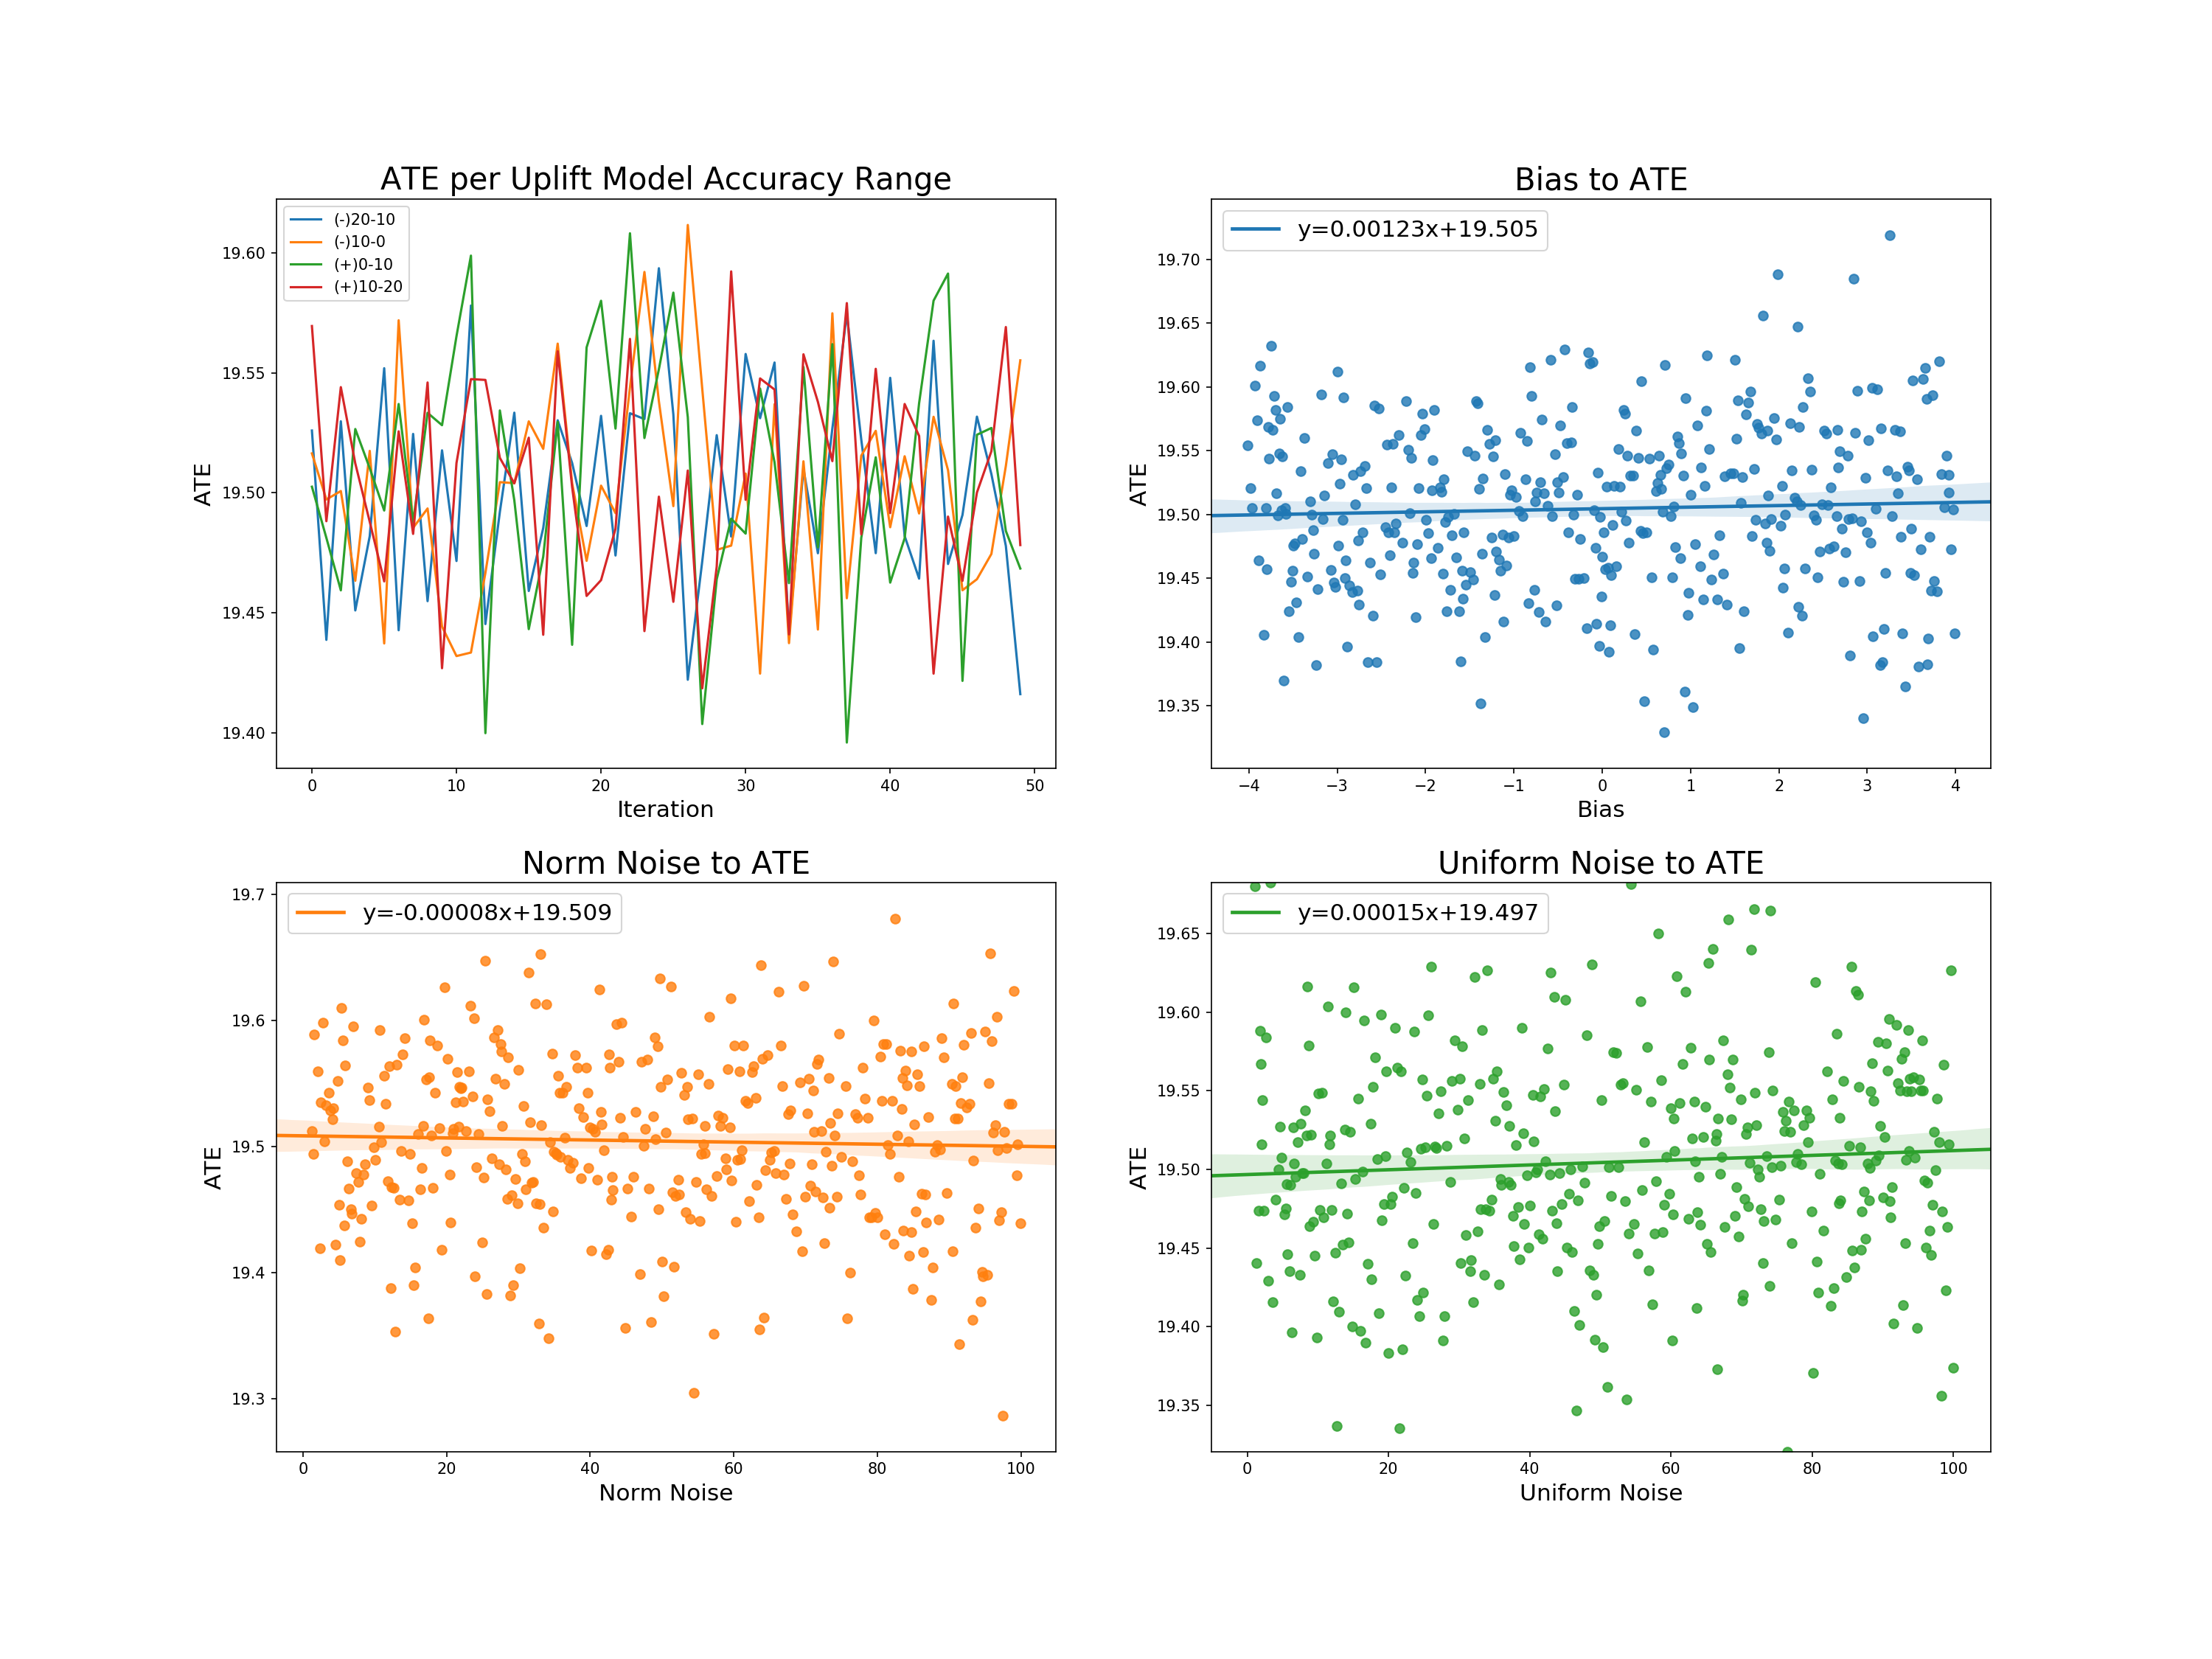 ATE per Uplift Model Accuracy Range
(-)20-10
(-)10-0
(+)0-10
(+)10-20
19.60
19.55
19.50
19.45
19.40
ATE
0 10 20 30 40 50
Iteration
Bias to ATE
y=0.00123x+19.505
19.70
19.65
19.60
19.55
19.50
19.45
19.40
19.35
ATE
−4 −3 −2 −1 0 1 2 3 4
Bias
Norm Noise to ATE
y=-0.00008x+19.509
19.7
19.6
19.5
19.4
19.3
ATE
0 20 40 60 80 100
Norm Noise
Uniform Noise to ATE
y=0.00015x+19.497
19.65
19.60
19.55
19.50
19.45
19.40
19.35
ATE
0 20 40 60 80 100
Uniform Noise